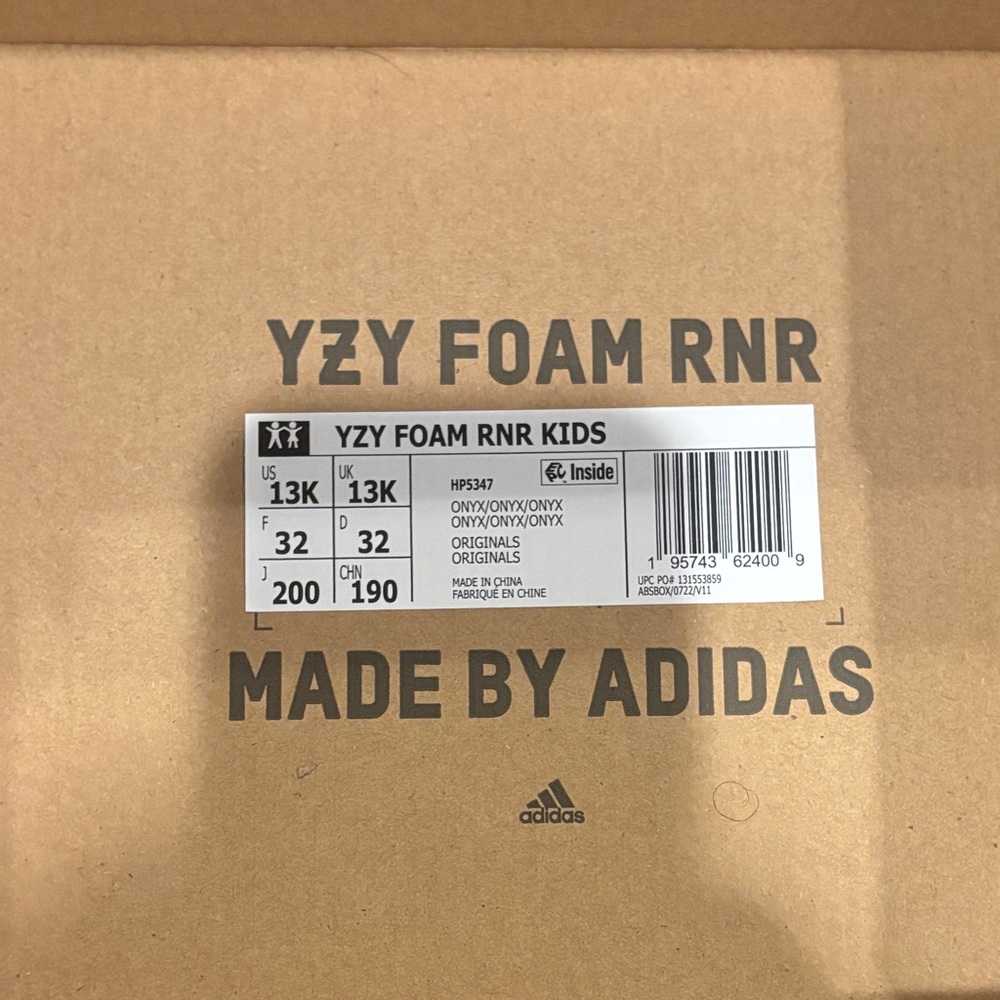 YZY FOAM RNR
YZY FOAM RNR KIDS
US 13K UK 13K
F 32 D 32
J 200 CHN 190
HP5347
Inside
ONYX/ONYX/ONYX
ONYX/ONYX/ONYX
ORIGINALS
ORIGINALS
MADE IN CHINA
FABRIQUÉ EN CHINE
1 95743 62400 9
UPC PO# 131553859
ABSBOX/0722/V11
MADE BY ADIDAS
adidas